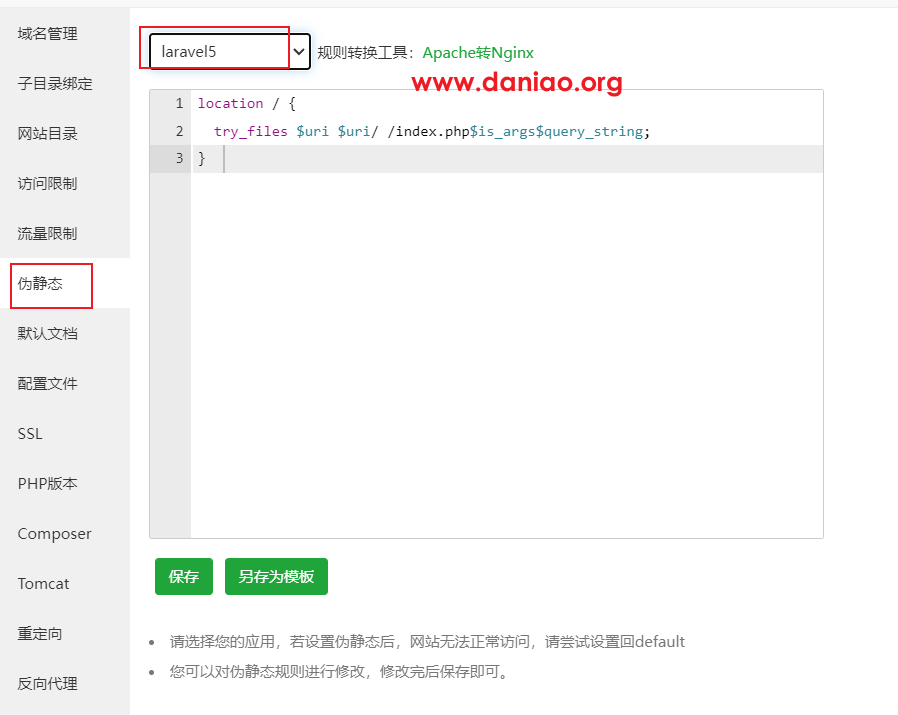 域名管理
子目录绑定
网站目录
访问限制
流量限制
伪静态
默认文档
配置文件
SSL
PHP版本
Composer
Tomcat
重定向
反向代理
laravel5 规则转换工具：Apache转Nginx
www.daniao.org
1 location / {
2 try_files $uri $uri/ /index.php$is_args$query_string;
3 }
保存 另存为模板
请选择您的应用，若设置伪静态后，网站无法正常访问，请尝试设置回default
您可以对伪静态规则进行修改，修改完后保存即可。